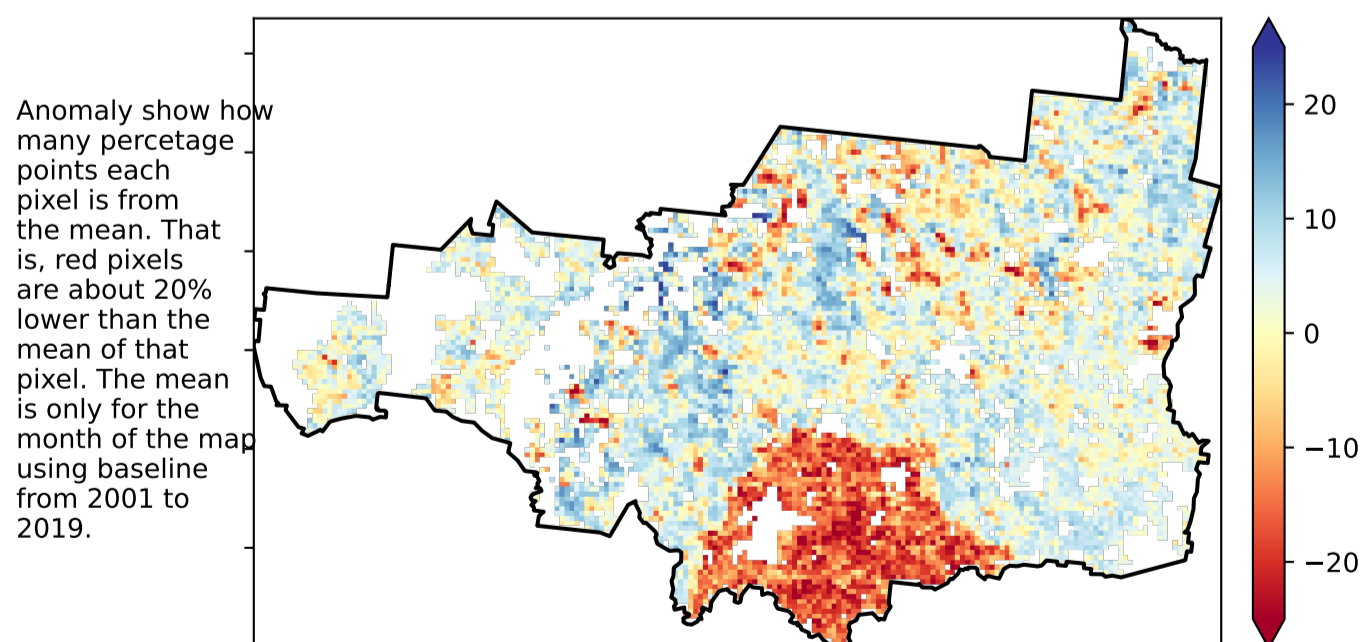 Anomaly show how
many percetage
points each
pixel is from
the mean. That
is, red pixels
are about 20%
lower than the
mean of that
pixel. The mean
is only for the
month of the map
using baseline
from 2001 to
2019.
20
10
0
−10
−20